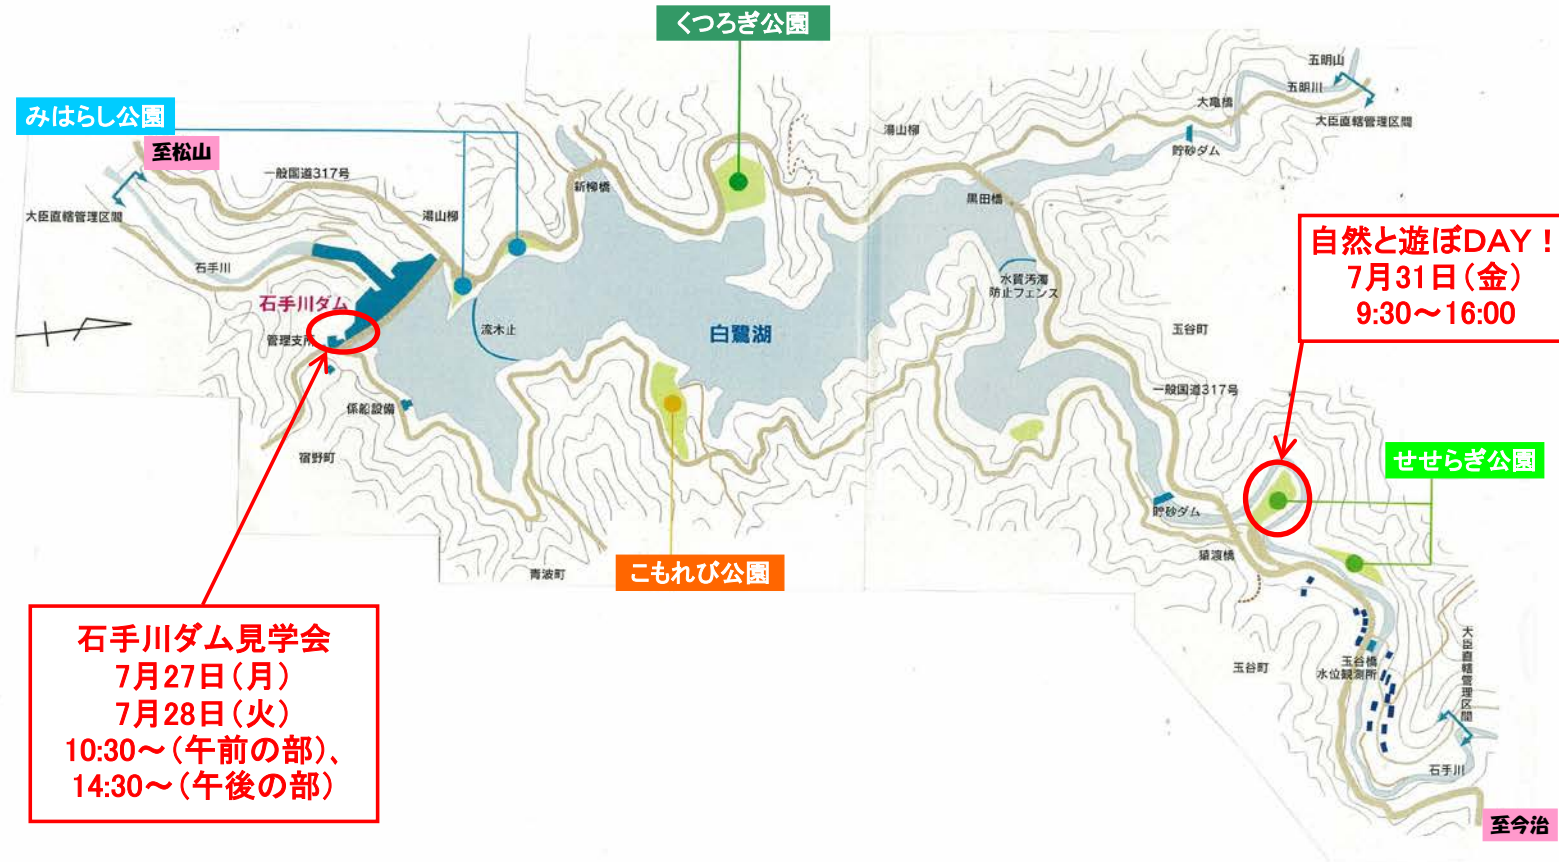 くつろぎ公園
みはらし公園
至松山
一般国道317号
大臣直轄管理区間
湯山柳
石手川
石手川ダム
管理支所
係船設備
宿野町
流木止
新柳橋
白鷺湖
湯山柳
黒田橋
五明山
五明川
大亀橋
大臣直轄管理区間
貯砂ダム
水質汚濁
防止フェンス
玉谷町
一般国道317号
自然と遊ぼDAY！
7月31日（金）
9:30～16:00
せせらぎ公園
貯砂ダム
猿渡橋
青波町
こもれび公園
石手川ダム見学会
7月27日（月）
7月28日（火）
10:30～（午前の部）、
14:30～（午後の部）
玉谷町
玉谷橋
水位観測所
大臣直轄管理区間
石手川
至今治